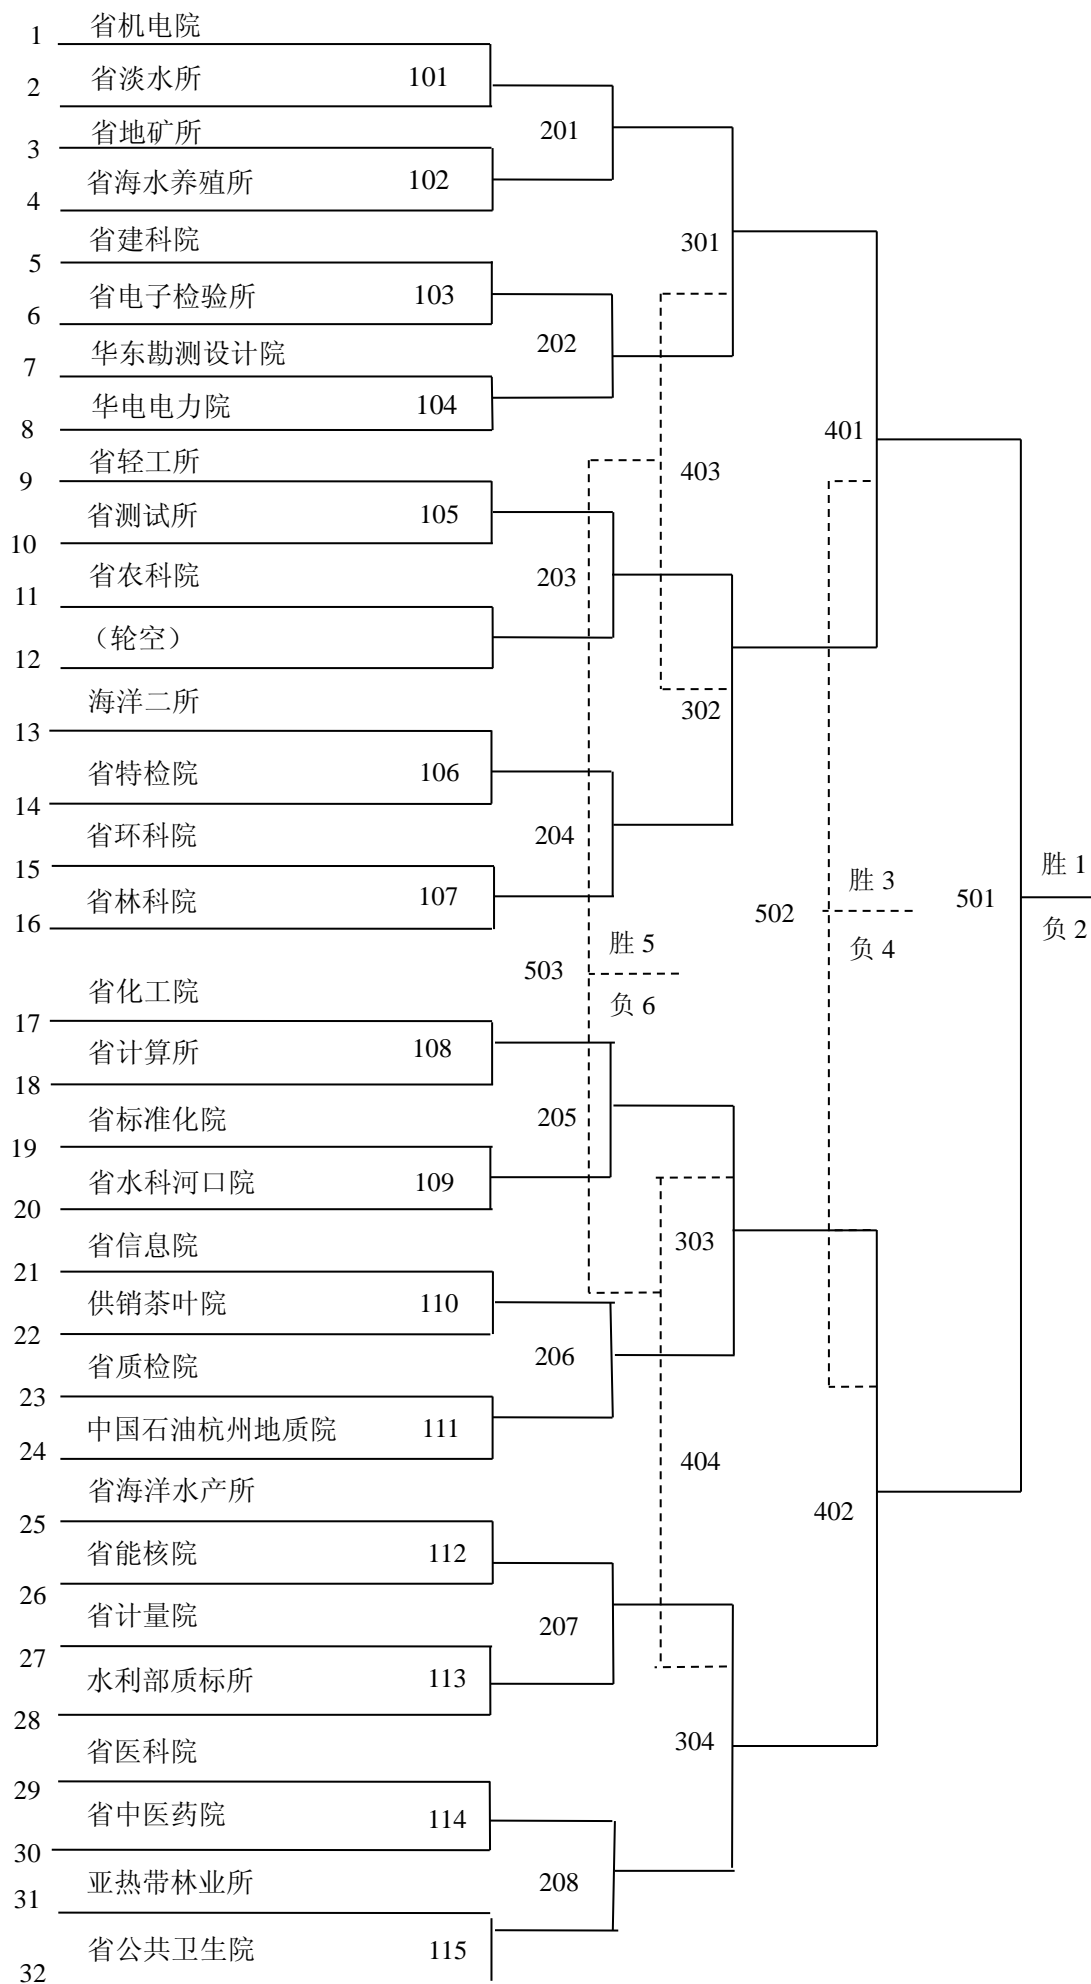 1 省机电院
2 省淡水所 101
201
3 省地矿所
4 省海水养殖所 102
301
5 省建科院
6 省电子检验所 103
202
7 华东勘测设计院
8 华电电力院 104
401
9 省轻工所
403
10 省测试所 105
203
11 省农科院
12 （轮空）
302
13 海洋二所
14 省特检院 106
204
15 省环科院
16 省林科院 107
胜 1
501
负 2
胜 3
502
负 4
胜 5
503
负 6
17 省化工院
18 省计算所 108
205
19 省标准化院
20 省水科河口院 109
303
21 省信息院
22 供销茶叶院 110
206
23 省质检院
24 中国石油杭州地质院 111
404
25 省海洋水产所
402
26 省能核院 112
207
27 省计量院
28 水利部质标所 113
304
29 省医科院
30 省中医药院 114
208
31 亚热带林业所
32 省公共卫生院 115